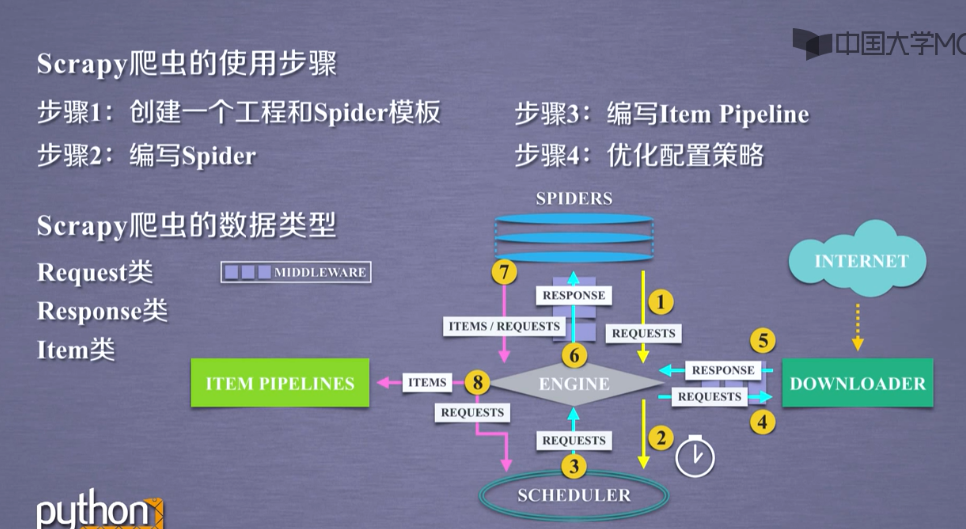 中国大学MO
Scrapy爬虫的使用步骤
步骤1：创建一个工程和Spider模板
步骤2：编写Spider
步骤3：编写Item Pipeline
步骤4：优化配置策略
Scrapy爬虫的数据类型
Request类
Response类
Item类
MIDDLEWARE
SPIDERS
INTERNET
7
RESPONSE
1
ITEMS / REQUESTS
REQUESTS
6
5
ITEM PIPELINES
ITEMS
8
ENGINE
RESPONSE
REQUESTS
DOWNLOADER
REQUESTS
4
REQUESTS
2
3
SCHEDULER
python